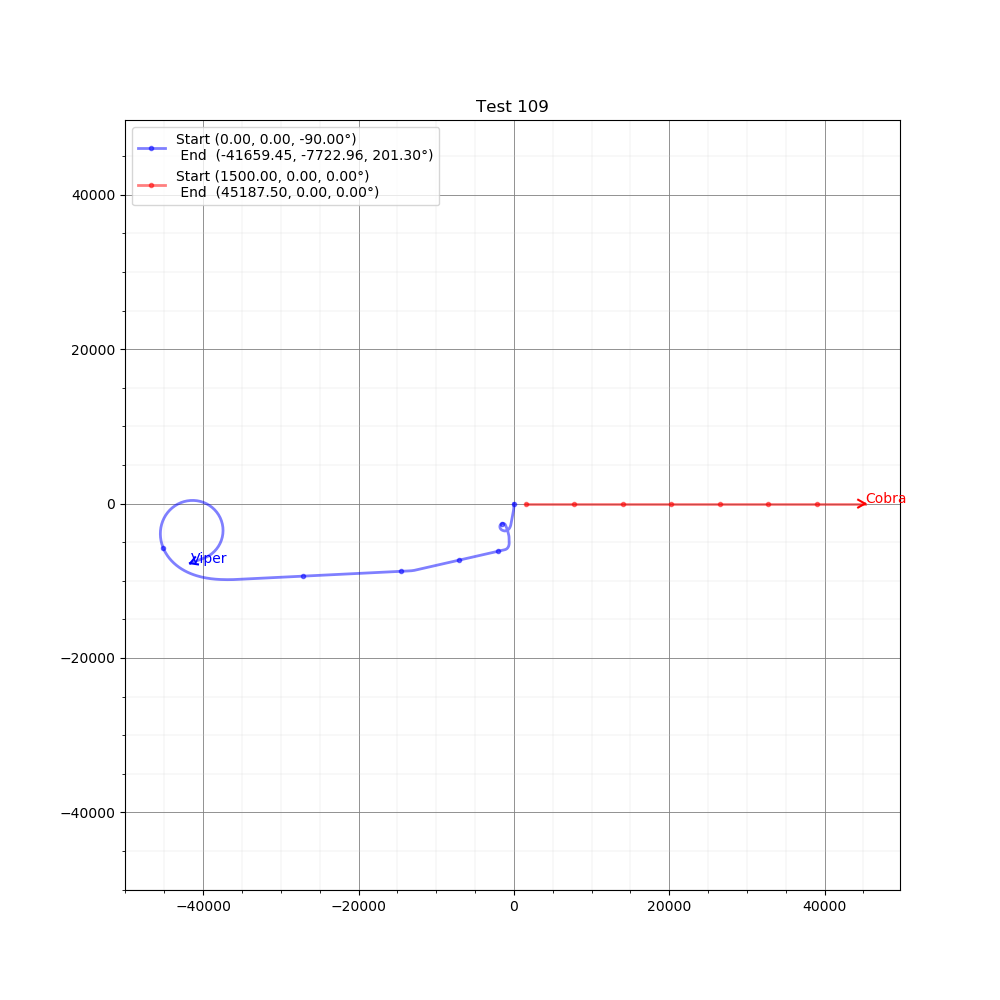 Test 109
Start (0.00, 0.00, -90.00°)
End (-41659.45, -7722.96, 201.30°)
Start (1500.00, 0.00, 0.00°)
End (45187.50, 0.00, 0.00°)
40000
20000
0
−20000
−40000
Cobra
Viper
−40000
−20000
0
20000
40000